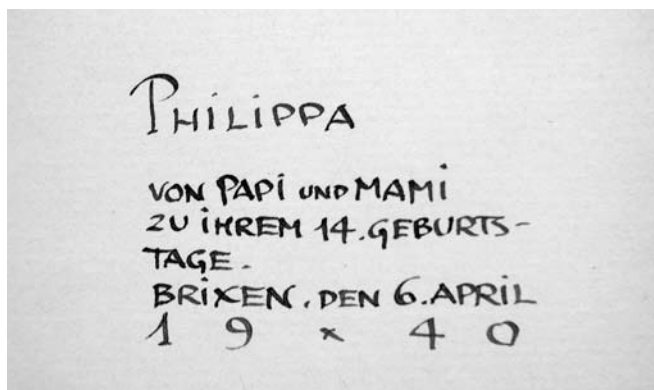 PHiLiPPA
VON PAPi UND MAMi
ZU iHREM 14. GEBURTS-
TAGE.
BRiXEN, DEN 6. APRiL
1 9 × 4 0